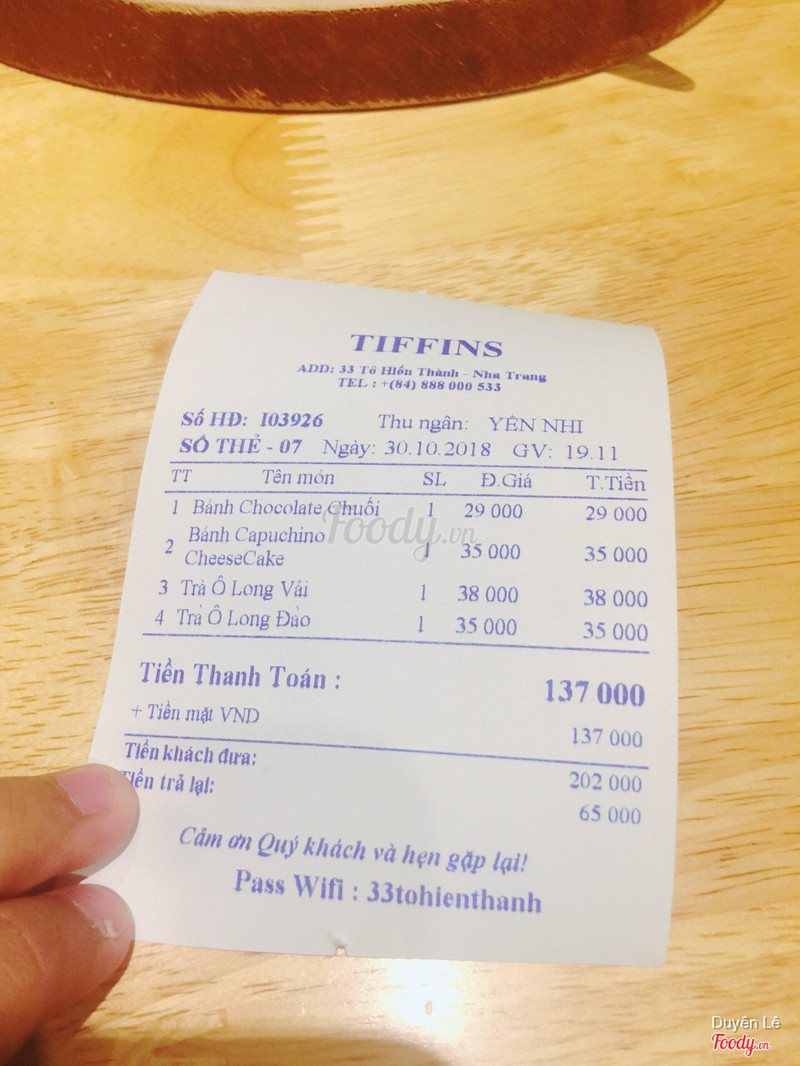 TIFFINS
ADD: 33 Tô Hiến Thành - Nha Trang
TEL : +(84) 888 000 533
Số HĐ: I03926 Thu ngân: YẾN NHI
SỐ THẺ - 07 Ngày: 30.10.2018 GV: 19.11
TT Tên món SL Đ.Giá T.Tiền
1 Bánh Chocolate Chuối 1 29 000 29 000
2 Bánh Capuchino CheeseCake 1 35 000 35 000
3 Trà Ô Long Vải 1 38 000 38 000
4 Trà Ô Long Đào 1 35 000 35 000
Tiền Thanh Toán : 137 000
+ Tiền mặt VND 137 000
Tiền khách đưa: 202 000
Tiền trả lại: 65 000
Cảm ơn Quý khách và hẹn gặp lại!
Pass Wifi : 33tohienthanh
Foody.vn
Duyên Lê
Foody.vn